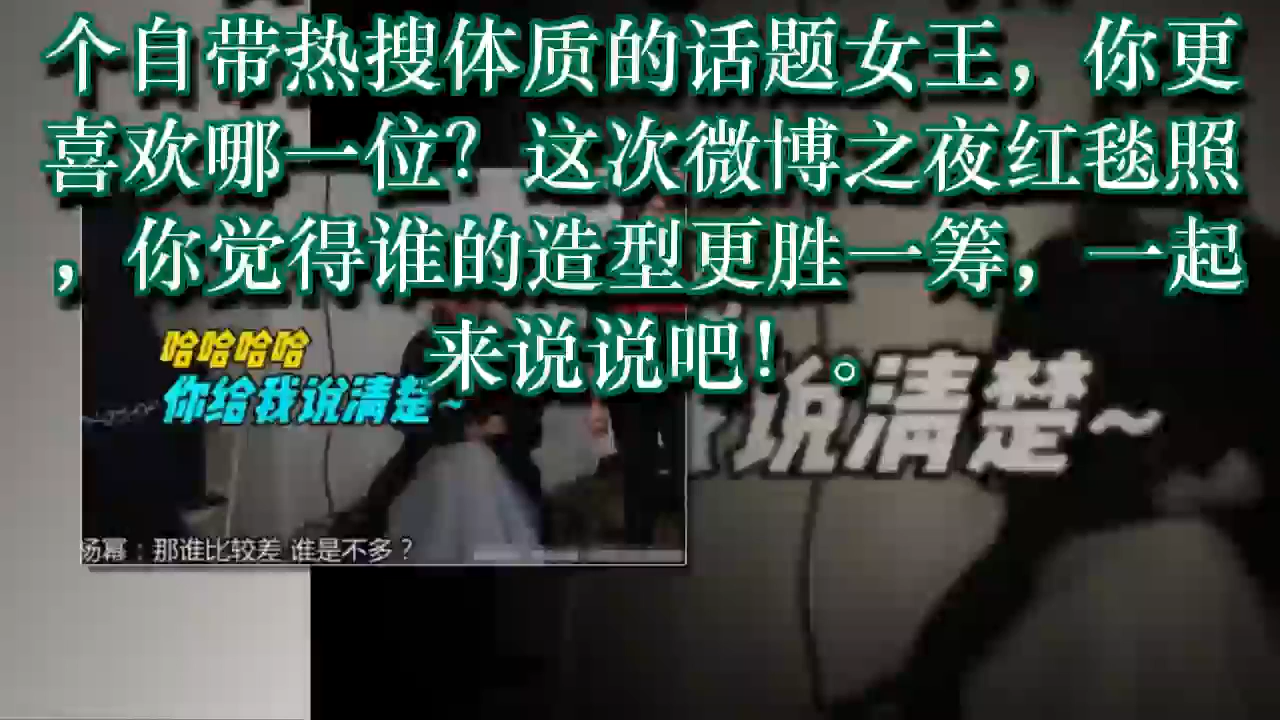 个自带热搜体质的话题女王，你更
喜欢哪一位？这次微博之夜红毯照
，你觉得谁的造型更胜一筹，一起
来说说吧！。
哈哈哈哈
你给我说清楚~
说清楚~
杨幂：那谁比较差 谁是不多？